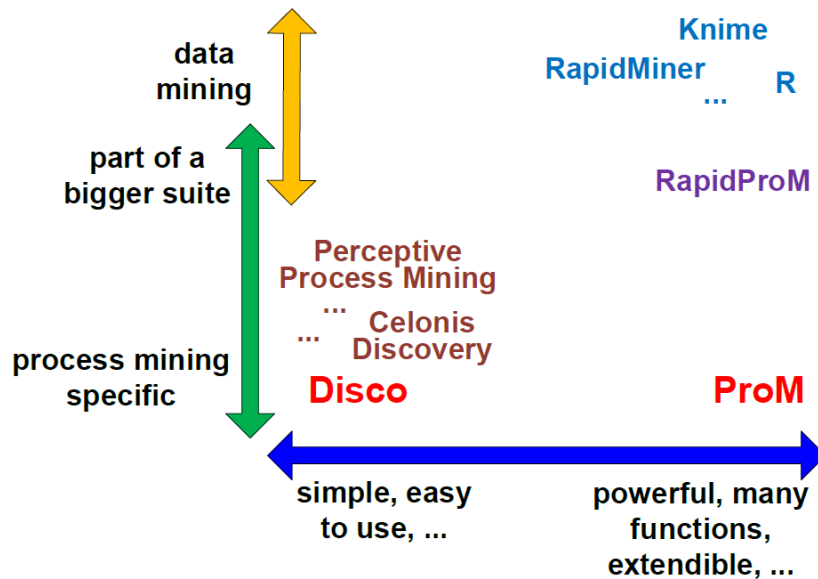 data
mining
part of a
bigger suite
process mining
specific
Knime
RapidMiner
...
R
RapidProM
Perceptive
Process Mining
...
...
Celonis
Discovery
Disco
ProM
simple, easy
to use, ...
powerful, many
functions,
extendible, ...